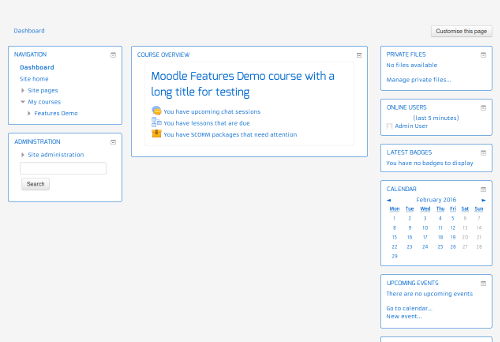 Dashboard
Customise this page
NAVIGATION
Dashboard
Site home
Site pages
My courses
Features Demo
ADMINISTRATION
Site administration
Search
COURSE OVERVIEW
Moodle Features Demo course with a
long title for testing
You have upcoming chat sessions
You have lessons that are due
You have SCORM packages that need attention
PRIVATE FILES
No files available
Manage private files...
ONLINE USERS
(last 5 minutes)
Admin User
LATEST BADGES
You have no badges to display
CALENDAR
◄ February 2016 ►
Mon Tue Wed Thu Fri Sat Sun
1 2 3 4 5 6 7
8 9 10 11 12 13 14
15 16 17 18 19 20 21
22 23 24 25 26 27 28
29
UPCOMING EVENTS
There are no upcoming events
Go to calendar...
New event...